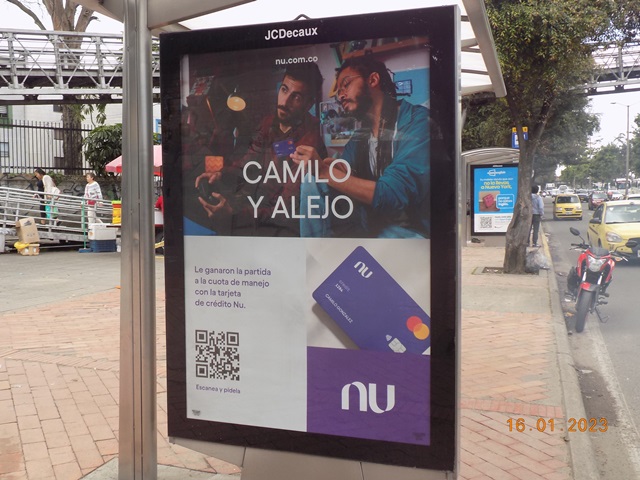 JCDecaux
nu.com.co
CAMILO
Y ALEJO
Le ganaron la partida
a la cuota de manejo
con la tarjeta
de crédito Nu.
Escanea y pídela
nu
nu
16.01.2023